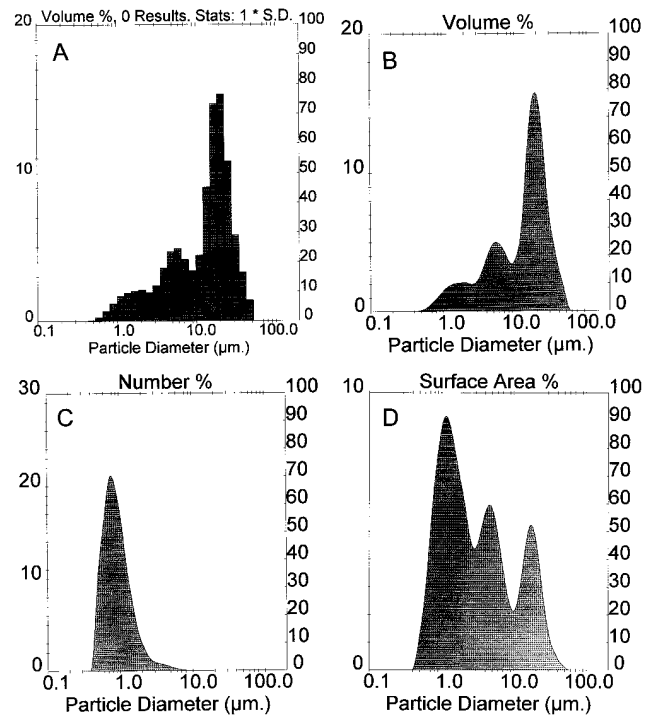 Volume %, 0 Results. Stats: 1 * S.D.
20 100
A
90
80
70
60
10 50
40
30
20
10
0 0
0.1 1.0 10.0 100.0
Particle Diameter (µm.)
Volume %
20 100
B
90
80
70
60
10 50
40
30
20
10
0 0
0.1 1.0 10.0 100.0
Particle Diameter (µm.)
Number %
30 100
C
90
80
20 70
60
50
40
10 30
20
10
0 0
0.1 1.0 10.0 100.0
Particle Diameter (µm.)
Surface Area %
10 100
D
90
80
70
60
50
40
30
20
10
0 0
0.1 1.0 10.0 100.0
Particle Diameter (µm.)